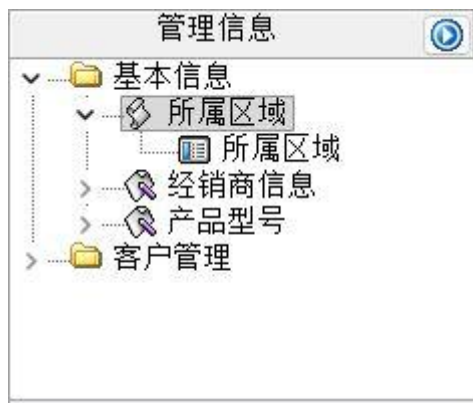 管理信息
基本信息
所属区域
所属区域
经销商信息
产品型号
客户管理